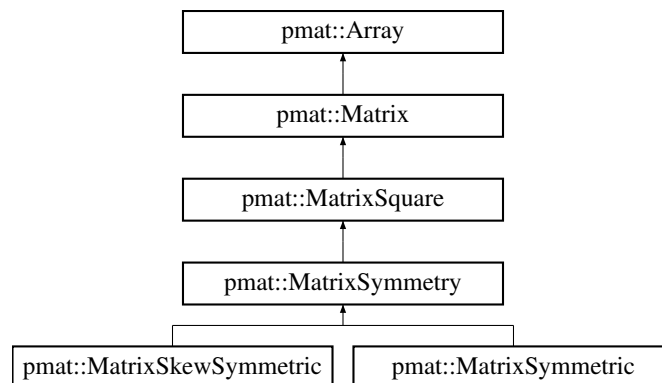 pmat::Array
pmat::Matrix
pmat::MatrixSquare
pmat::MatrixSymmetry
pmat::MatrixSkewSymmetric
pmat::MatrixSymmetric